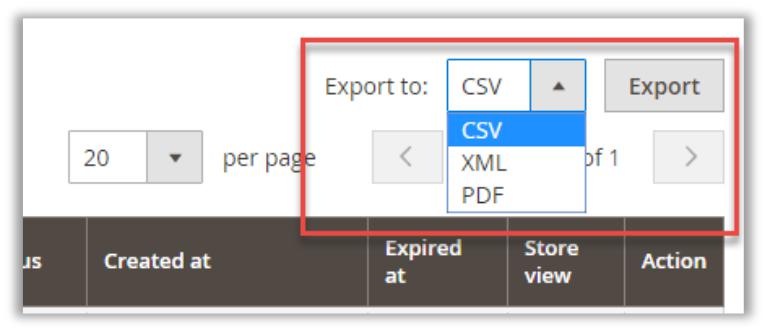 Export to: CSV Export
CSV
20 per page of 1
XML
PDF
us Created at Expired at Store view Action